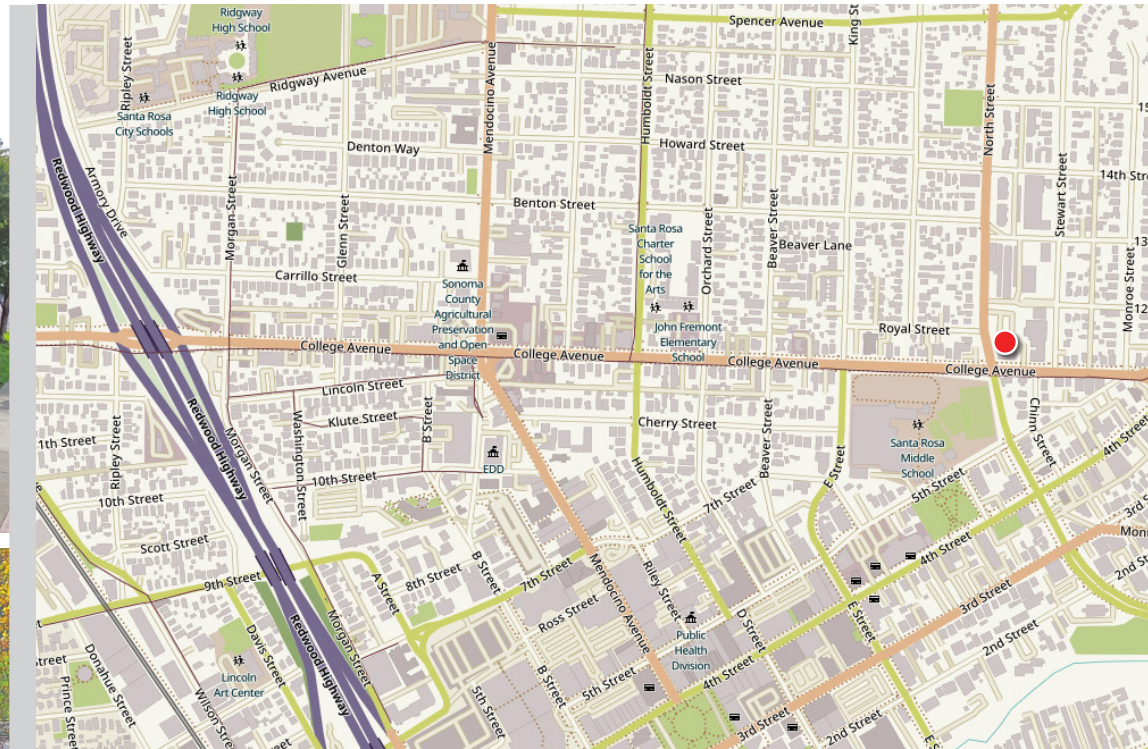 Ridgway
High School
Spencer Avenue
King St
Ripley Street
Ridgway Avenue
Mendocino Avenue
Humboldt Street
Nason Street
North Street
Santa Rosa
City Schools
Ridgway
High School
15
Denton Way
Howard Street
Stewart Street
14th Stre
Armory Drive
Redwood Highway
Morgan Street
Glenn Street
Benton Street
Santa Rosa
Charter
School
for the
Arts
Orchard Street
Beaver Street
Beaver Lane
13
Monroe Street
Carrillo Street
Sonoma
County
Agricultural
Preservation
and Open
Space
District
John Fremont
Elementary
School
Royal Street
12
College Avenue
College Avenue
College Avenue
College Avenue
Lincoln Street
Klute Street
B Street
Washington Street
Cherry Street
Beaver Street
E Street
Chinn Street
Santa Rosa
Middle
School
4th Street
1th Street
Ripley Street
Redwood Highway
Morgan Street
10th Street
EDD
Humboldt Street
7th Street
5th Street
10th Street
3rd
Mont
Scott Street
9th Street
A Street
8th Street
B Street
7th Street
Mendocino Avenue
Riley Street
4th Street
2nd St
3rd Street
Ross Street
D Street
E Street
2nd Street
Morgan Street
Redwood Highway
Davis Street
Public
Health
Division
Lincoln
Art Center
treet
Donahue Street
Prince Street
Wilson Stre
5th Street
B Street
5th Street
4th Street
3rd Street
2nd Street
E S